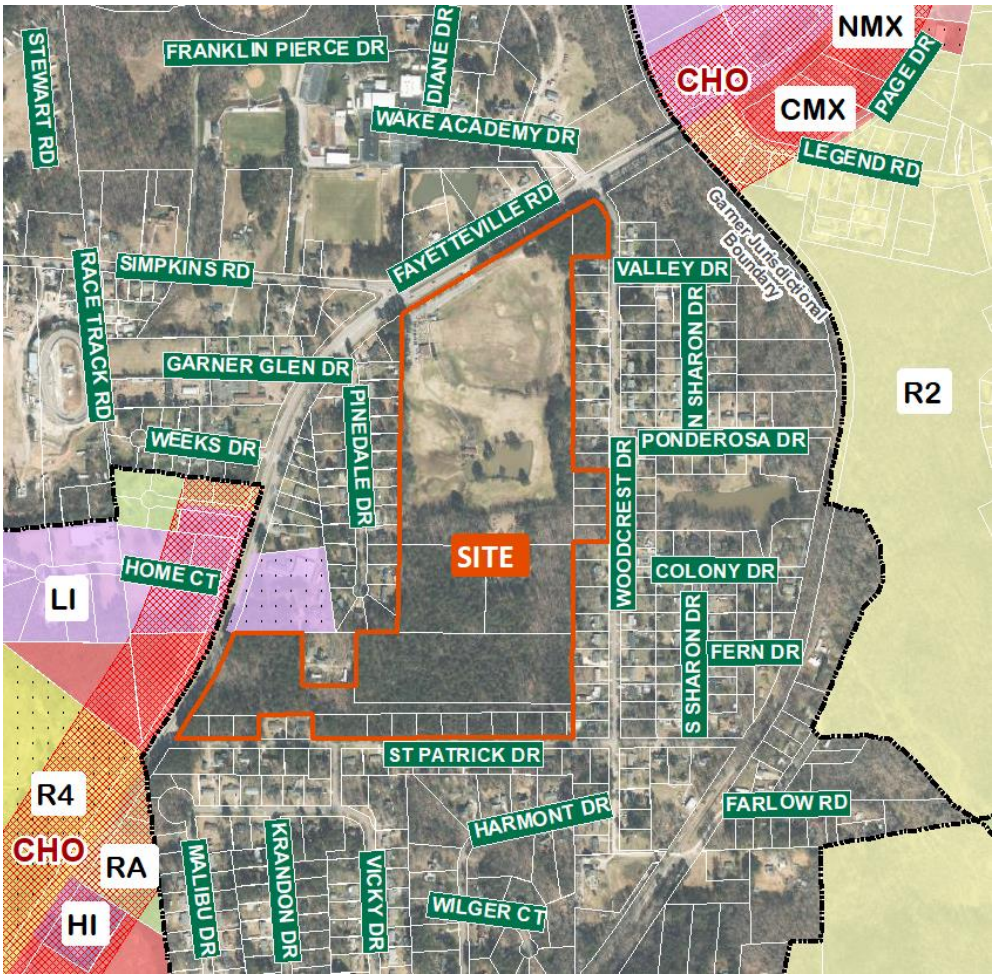 NMX
FRANKLIN PIERCE DR
DIANE DR
STEWART RD
CHO
PAGE DR
CMX
WAKE ACADEMY DR
LEGEND RD
FAYETTEVILLE RD
Garner Jurisdictional
Boundary
SIMPKINS RD
VALLEY DR
RACE TRACK RD
N SHARON DR
GARNER GLEN DR
R2
PINEDALE DR
WEEKS DR
PONDEROSA DR
WOODCREST DR
SITE
HOME CT
COLONY DR
LI
S SHARON DR
FERN DR
ST PATRICK DR
R4
HARMONT DR
FARLOW RD
CHO
RA
MALIBU DR
KRANDON DR
VICKY DR
HI
WILGER CT